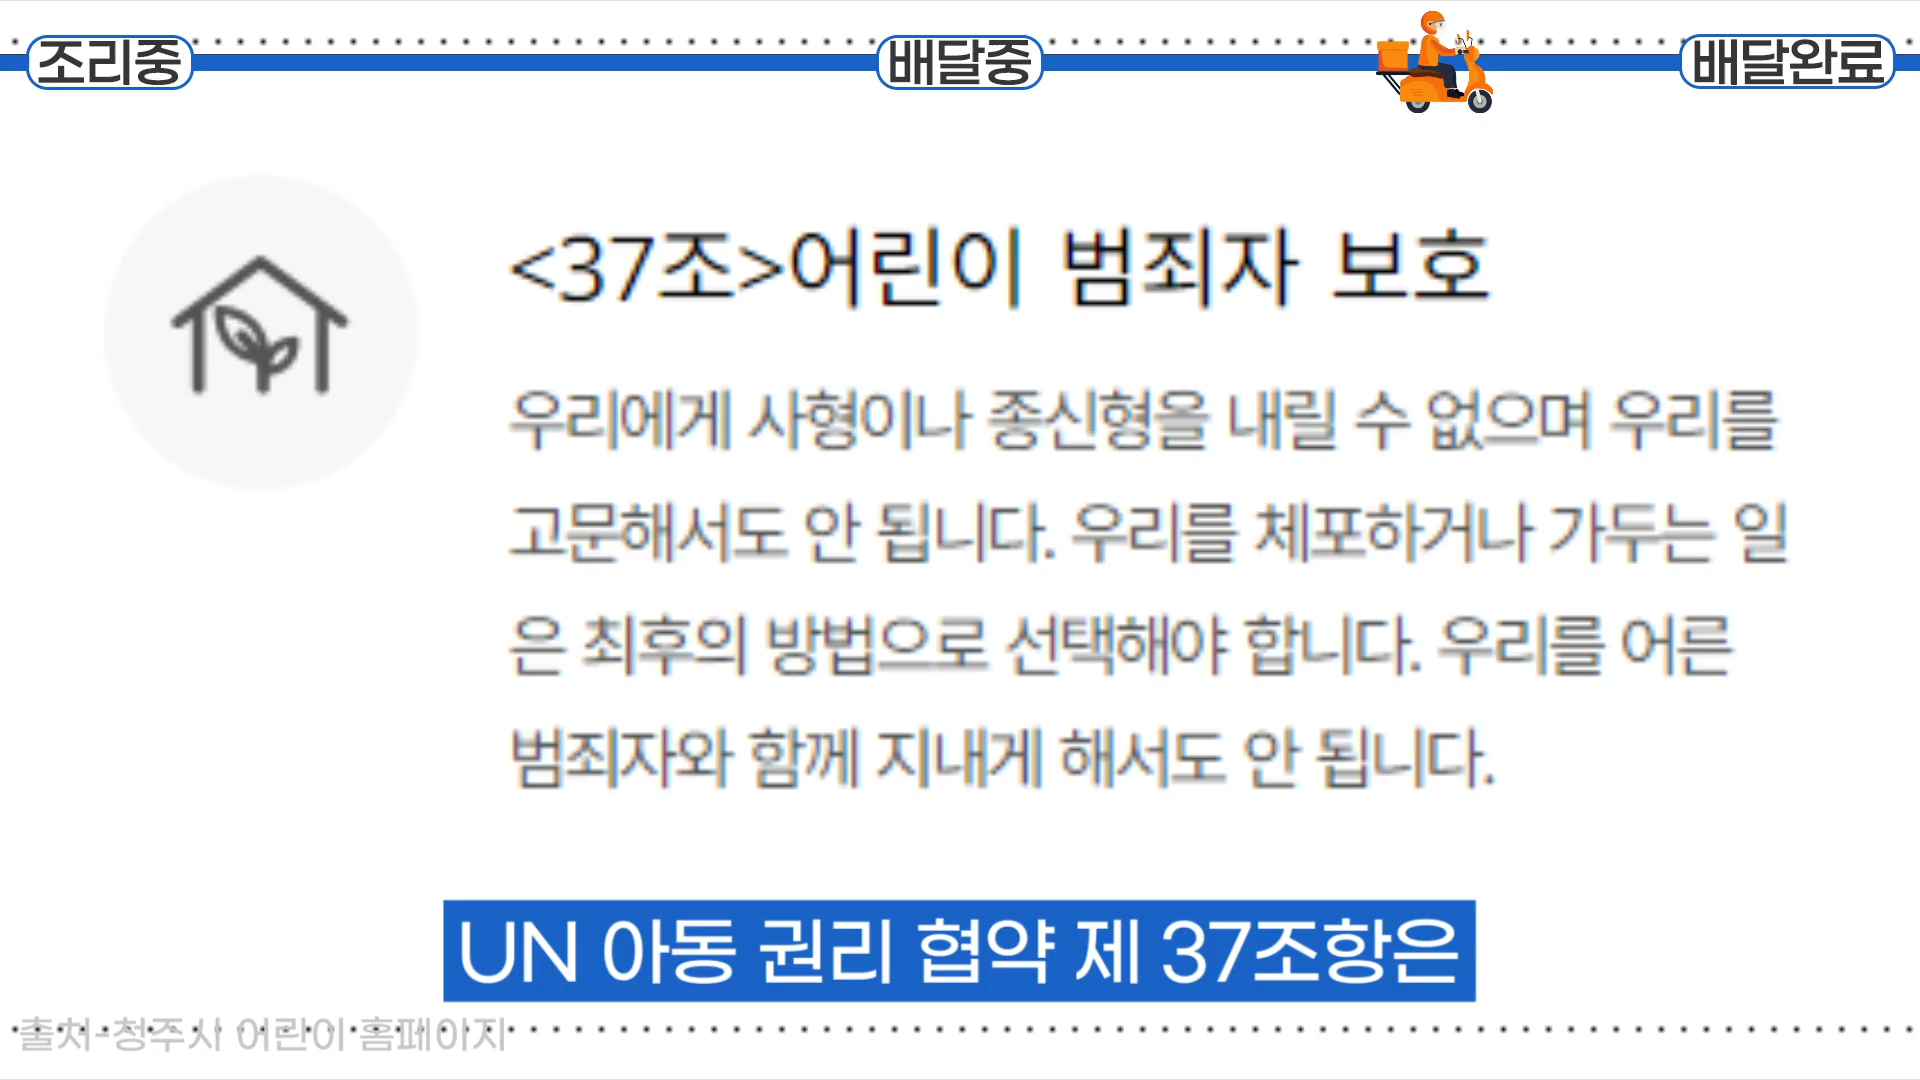 조리중
배달중
배달완료
<37조>어린이 범죄자 보호
우리에게 사형이나 종신형을 내릴 수 없으며 우리를
고문해서도 안 됩니다. 우리를 체포하거나 가두는 일
은 최후의 방법으로 선택해야 합니다. 우리를 어른
범죄자와 함께 지내게 해서도 안 됩니다.
UN 아동 권리 협약 제 37조항은
출처-청주시 어린이 홈페이지